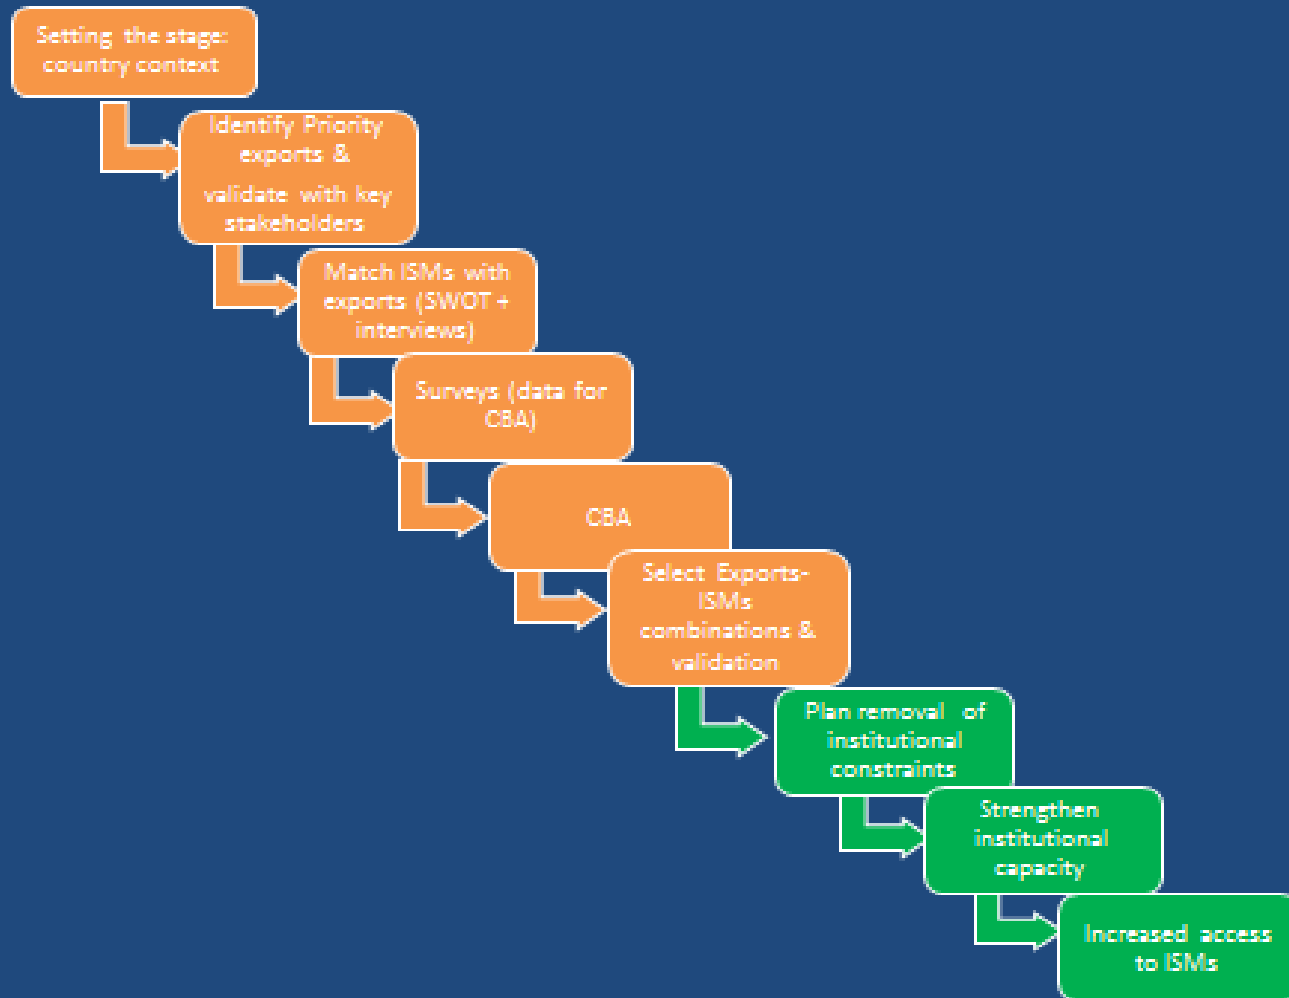 Setting the stage:
country context
Identify Priority
exports &
validate with key
stakeholders
Match ISMs with
exports (SWOT +
interviews)
Surveys (data for
CBA)
CBA
Select Exports-
ISMs
combinations &
validation
Plan removal of
institutional
constraints
Strengthen
institutional
capacity
Increased access
to ISMs